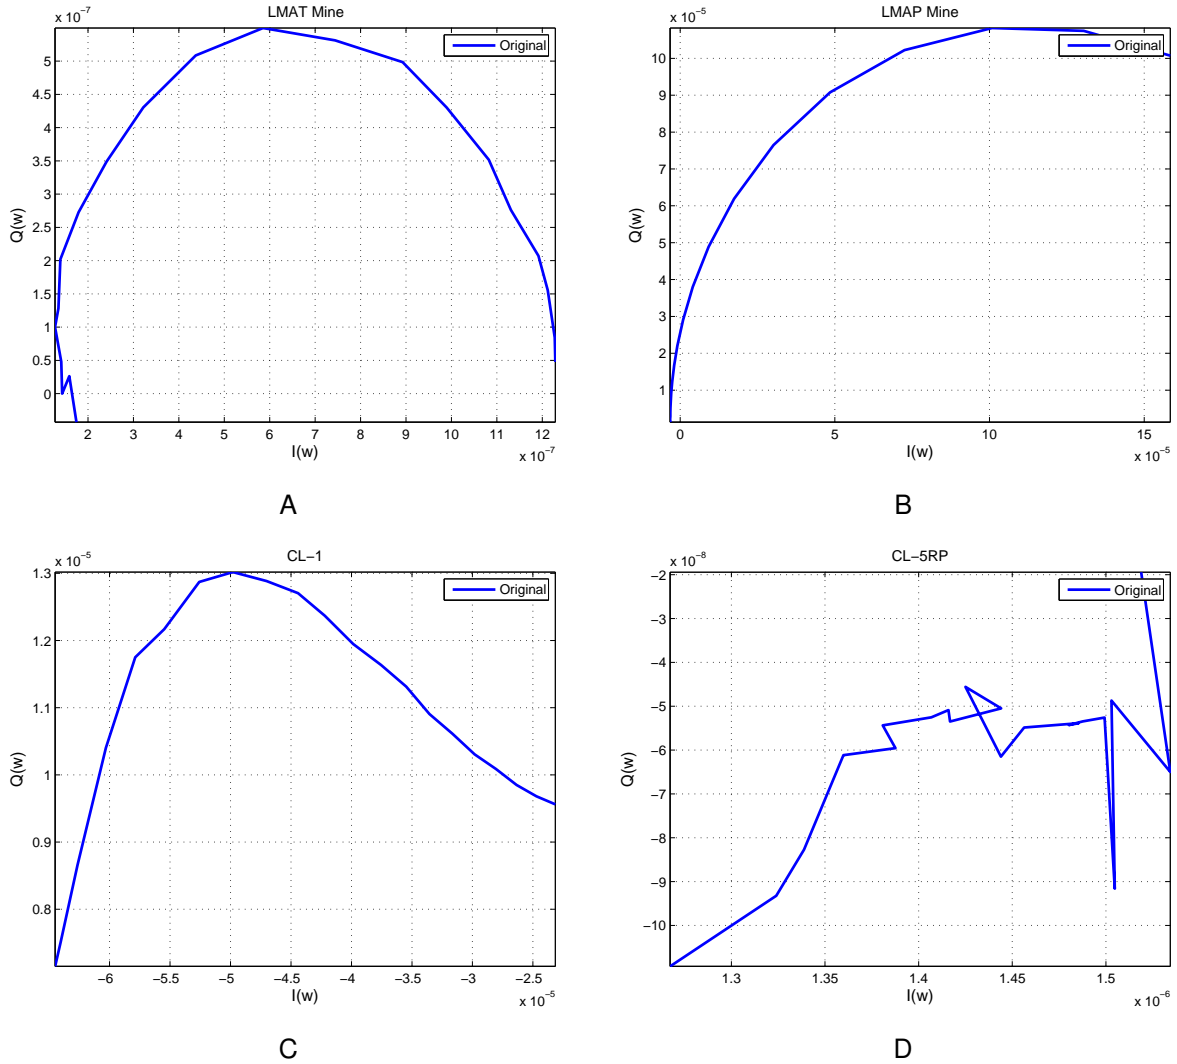 LMAT Mine
x 10⁻⁷
Original
5
4.5
4
3.5
3
2.5
2
1.5
1
0.5
0
Q(w)
2 3 4 5 6 7 8 9 10 11 12
I(w)
x 10⁻⁷
A
LMAP Mine
x 10⁻⁵
Original
10
9
8
7
6
5
4
3
2
1
Q(w)
0 5 10 15
I(w)
x 10⁻⁵
B
CL−1
x 10⁻⁵
Original
1.3
1.2
1.1
1
0.9
0.8
Q(w)
−6 −5.5 −5 −4.5 −4 −3.5 −3 −2.5
I(w)
x 10⁻⁵
C
CL−5RP
x 10⁻⁸
Original
−2
−3
−4
−5
−6
−7
−8
−9
−10
Q(w)
1.3 1.35 1.4 1.45 1.5
I(w)
x 10⁻⁶
D